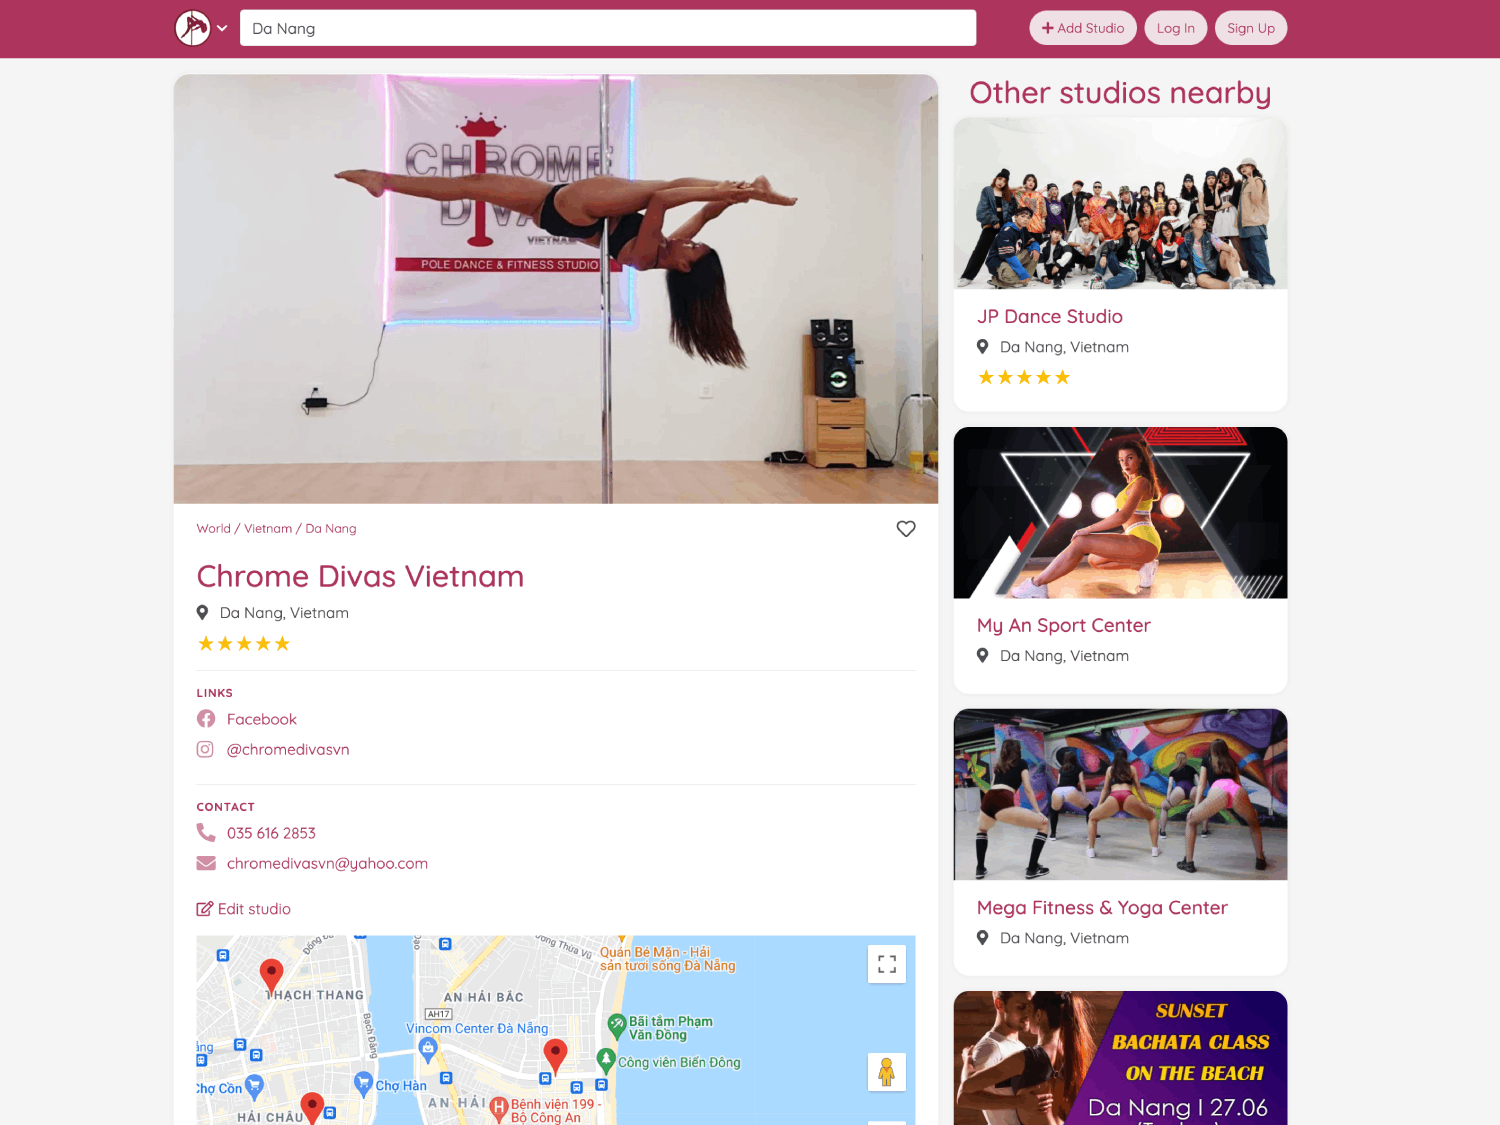 Da Nang
Add Studio
Log In
Sign Up
CHROME
DIVA
VIETNAM
POLE DANCE & FITNESS STUDIO
World / Vietnam / Da Nang
Chrome Divas Vietnam
Da Nang, Vietnam
LINKS
Facebook
@chromedivasvn
CONTACT
035 616 2853
chromedivasvn@yahoo.com
Edit studio
Quán Bé Mặn - Hải
sản tươi sống Đà Nẵng
THẠCH THANG
AN HẢI BẮC
AH17
Vincom Center Đà Nẵng
Bạch Đằng
Bãi tắm Phạm
Văn Đồng
Công viên Biển Đông
Chợ Cồn
Chợ Hàn
AN HẢI
HẢI CHÂU
Bệnh viện 199 -
Bộ Công An
Other studios nearby
JP Dance Studio
Da Nang, Vietnam
My An Sport Center
Da Nang, Vietnam
Mega Fitness & Yoga Center
Da Nang, Vietnam
SUNSET
BACHATA CLASS
ON THE BEACH
Da Nang I 27.06